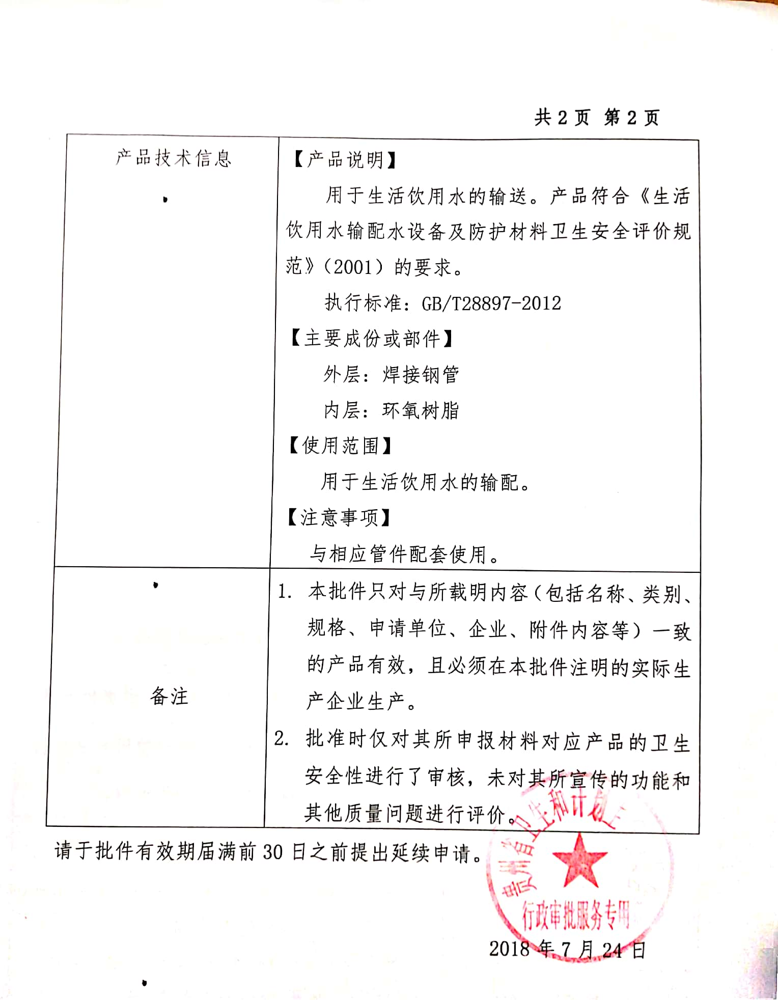 共 2 页 第 2 页
产品技术信息
【产品说明】
用于生活饮用水的输送。产品符合《生活
饮用水输配水设备及防护材料卫生安全评价规
范》（2001）的要求。
执行标准：GB/T28897-2012
【主要成份或部件】
外层：焊接钢管
内层：环氧树脂
【使用范围】
用于生活饮用水的输配。
【注意事项】
与相应管件配套使用。
备注
1. 本批件只对与所载明内容（包括名称、类别、
规格、申请单位、企业、附件内容等）一致
的产品有效，且必须在本批件注明的实际生
产企业生产。
2. 批准时仅对其所申报材料对应产品的卫生
安全性进行了审核，未对其所宣传的功能和
其他质量问题进行评价。
请于批件有效期届满前 30 日之前提出延续申请。
贵州省卫生和计划
行政审批服务专用
2018 年 7 月 24 日